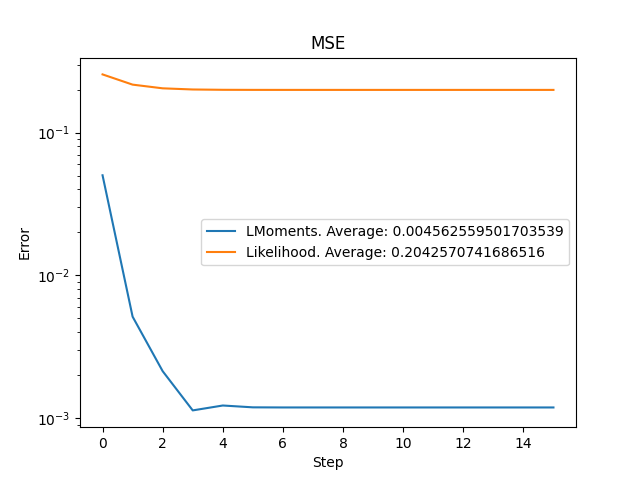 MSE
10⁻¹
10⁻²
10⁻³
Error
LMoments. Average: 0.004562559501703539
Likelihood. Average: 0.2042570741686516
0 2 4 6 8 10 12 14
Step